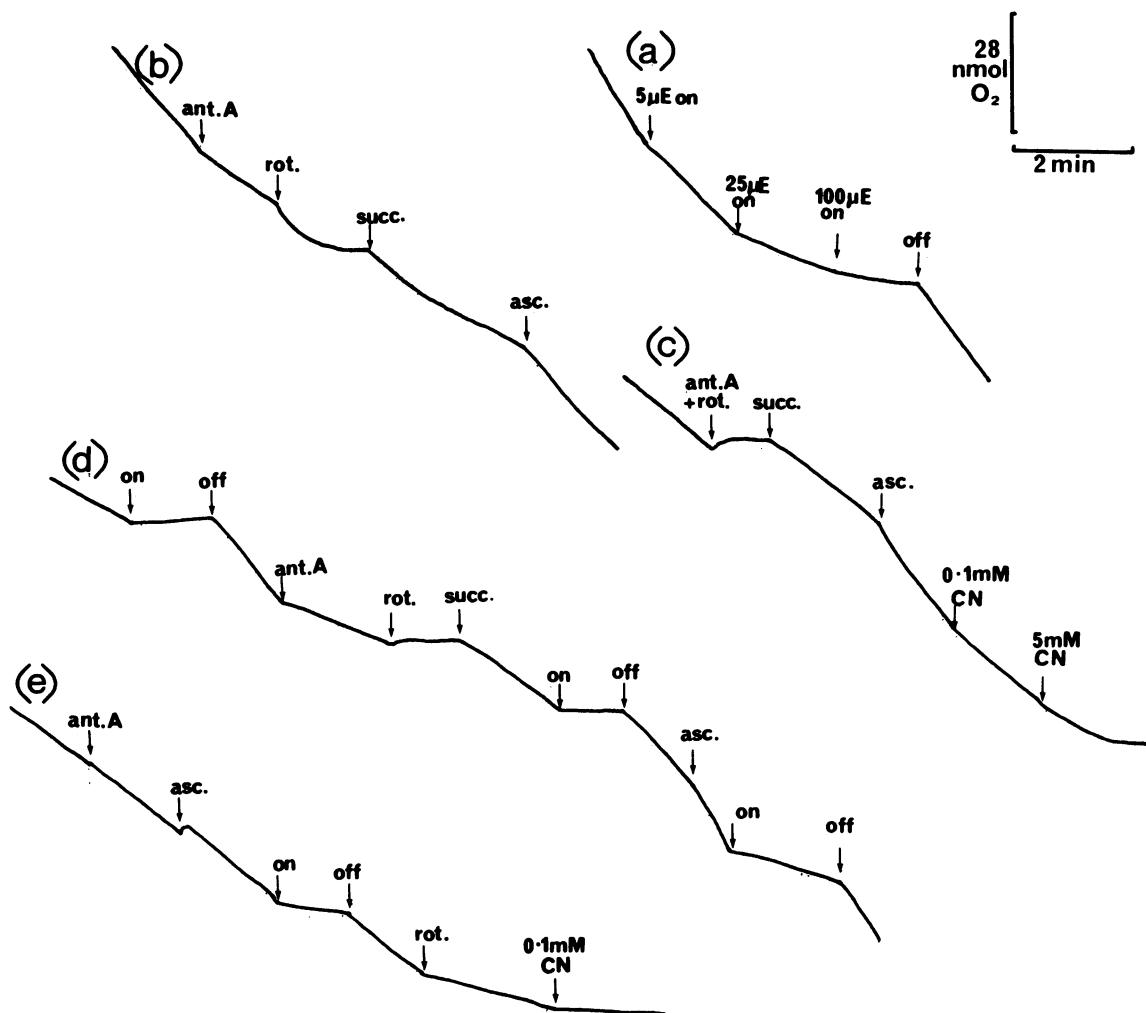 (a)
5µE on
25µE
on
100µE
on
off
28
nmol
O₂
2 min
(b)
ant.A
rot.
succ.
asc.
(c)
ant.A
+rot.
succ.
asc.
0·1mM
CN
5mM
CN
(d)
on
off
ant.A
rot.
succ.
on
off
asc.
on
off
(e)
ant.A
asc.
on
off
rot.
0·1mM
CN